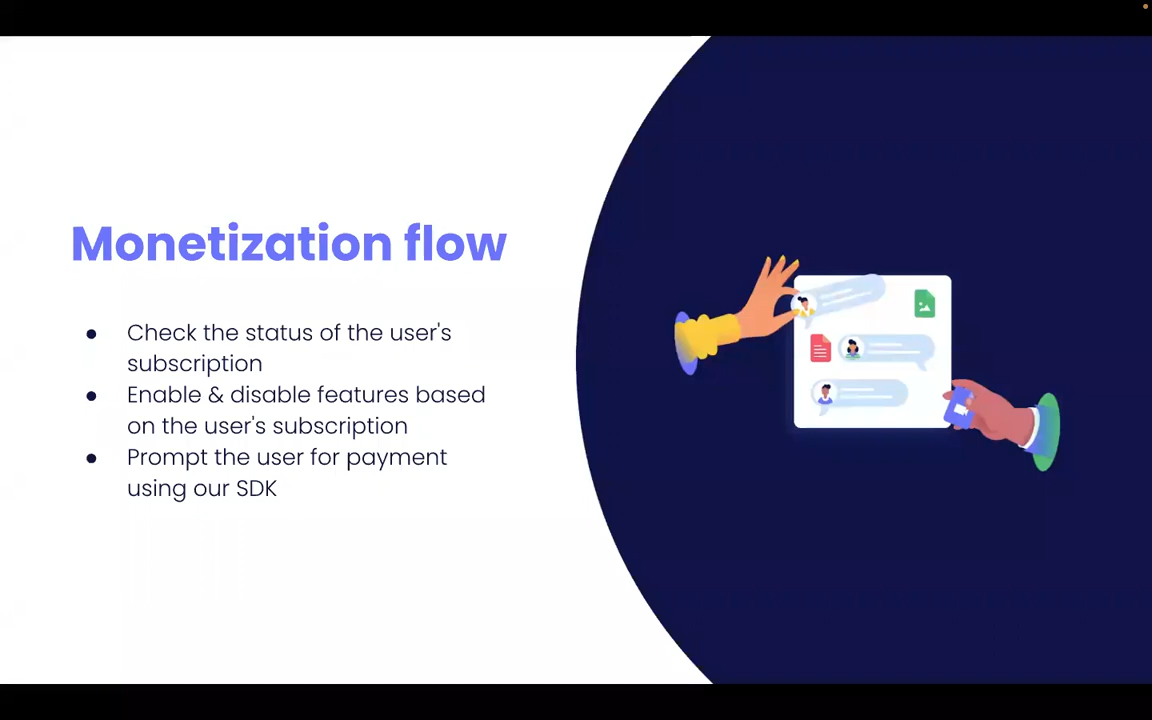 Monetization flow
● Check the status of the user's
subscription
● Enable & disable features based
on the user's subscription
● Prompt the user for payment
using our SDK